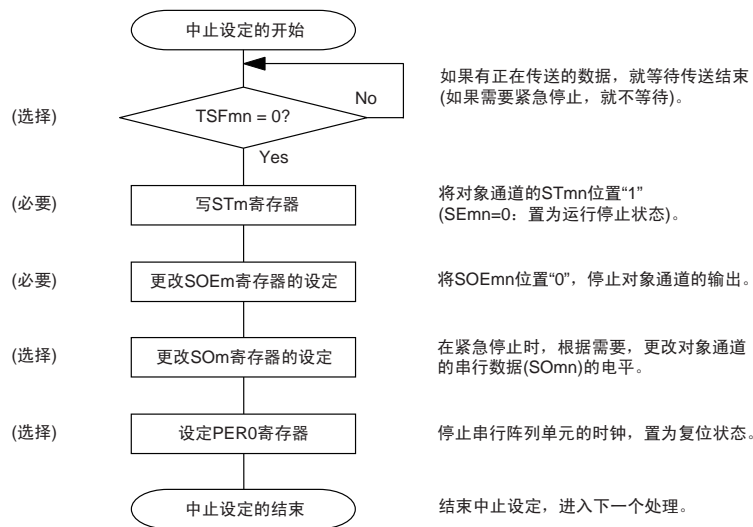 中止设定的开始
如果有正在传送的数据，就等待传送结束
(如果需要紧急停止，就不等待)。
No
(选择)
TSFmn = 0?
Yes
(必要)
写STm寄存器
将对象通道的STmn位置“1”
(SEmn=0：置为运行停止状态)。
(必要)
更改SOEm寄存器的设定
将SOEmn位置“0”，停止对象通道的输出。
(选择)
更改SOm寄存器的设定
在紧急停止时，根据需要，更改对象通道
的串行数据(SOmn)的电平。
(选择)
设定PER0寄存器
停止串行阵列单元的时钟，置为复位状态。
中止设定的结束
结束中止设定，进入下一个处理。